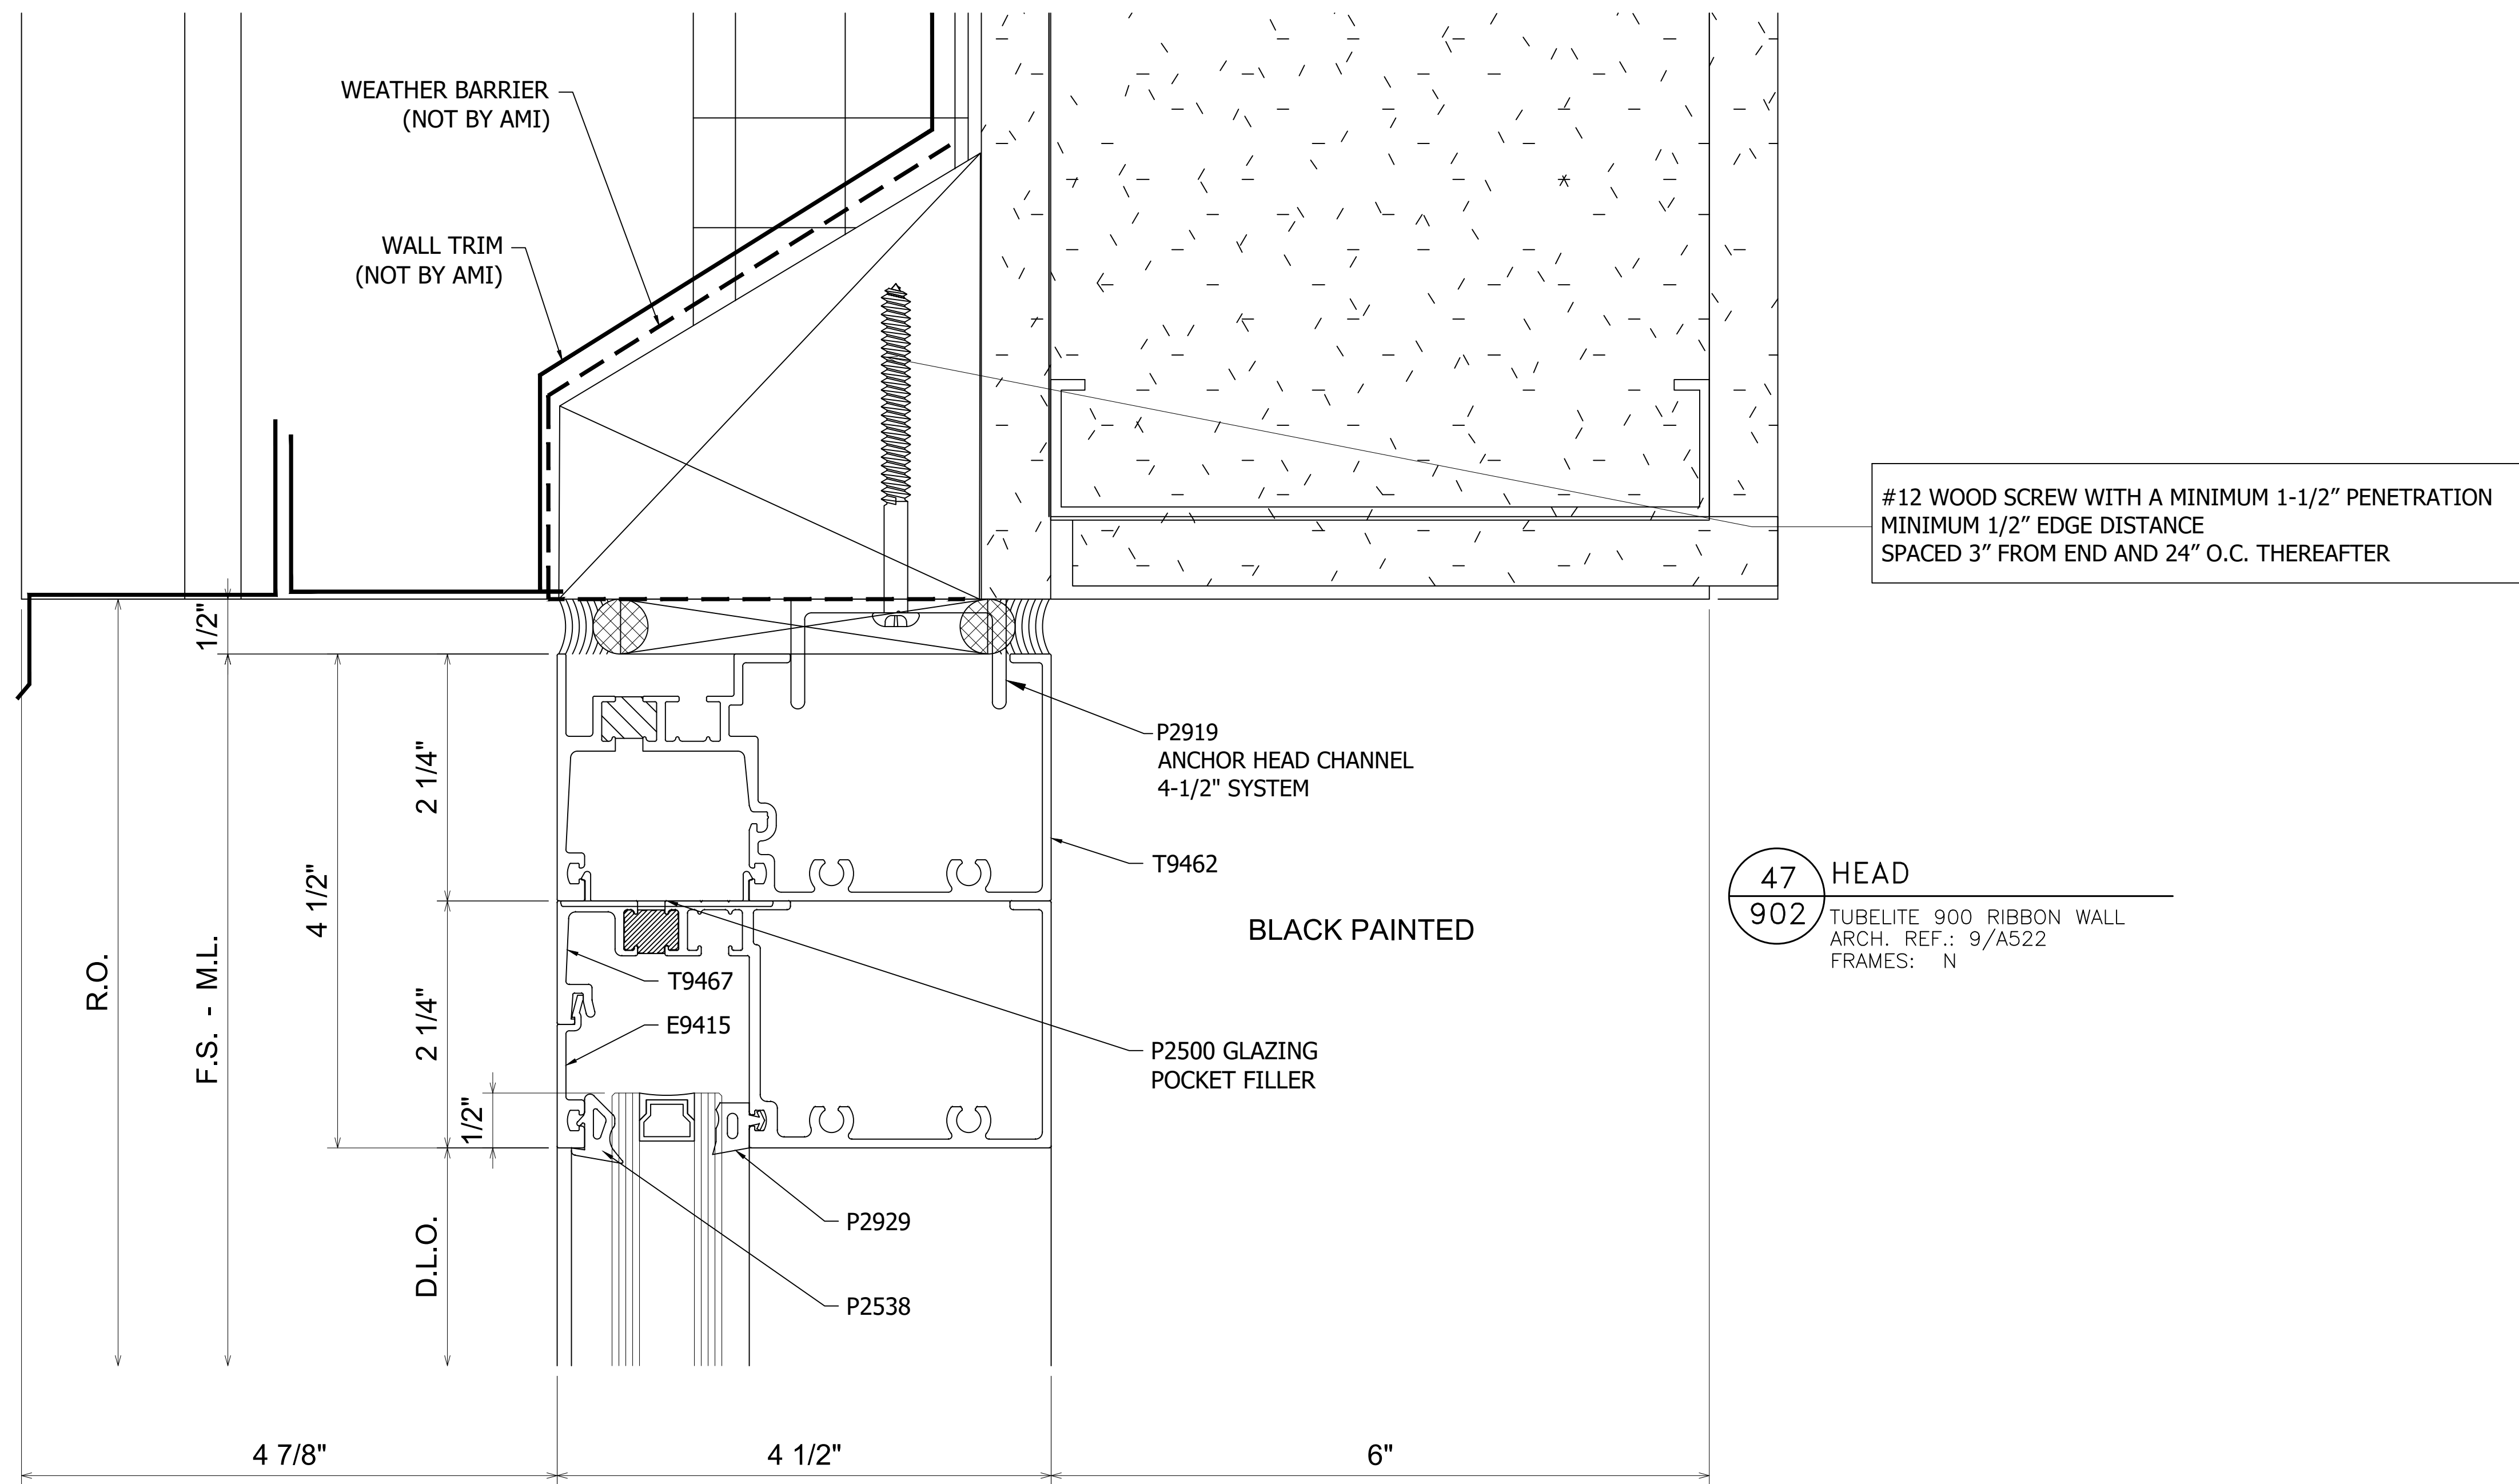 WEATHER BARRIER
(NOT BY AMI)
WALL TRIM
(NOT BY AMI)
#12 WOOD SCREW WITH A MINIMUM 1-1/2" PENETRATION
MINIMUM 1/2" EDGE DISTANCE
SPACED 3" FROM END AND 24" O.C. THEREAFTER
1/2"
P2919
ANCHOR HEAD CHANNEL
4-1/2" SYSTEM
2 1/4"
T9462
47
902
HEAD
TUBELITE 900 RIBBON WALL
ARCH. REF.: 9/A522
FRAMES: N
4 1/2"
BLACK PAINTED
R.O.
F.S. - M.L.
T9467
2 1/4"
E9415
P2500 GLAZING
POCKET FILLER
1/2"
P2929
D.L.O.
P2538
4 7/8"
4 1/2"
6"